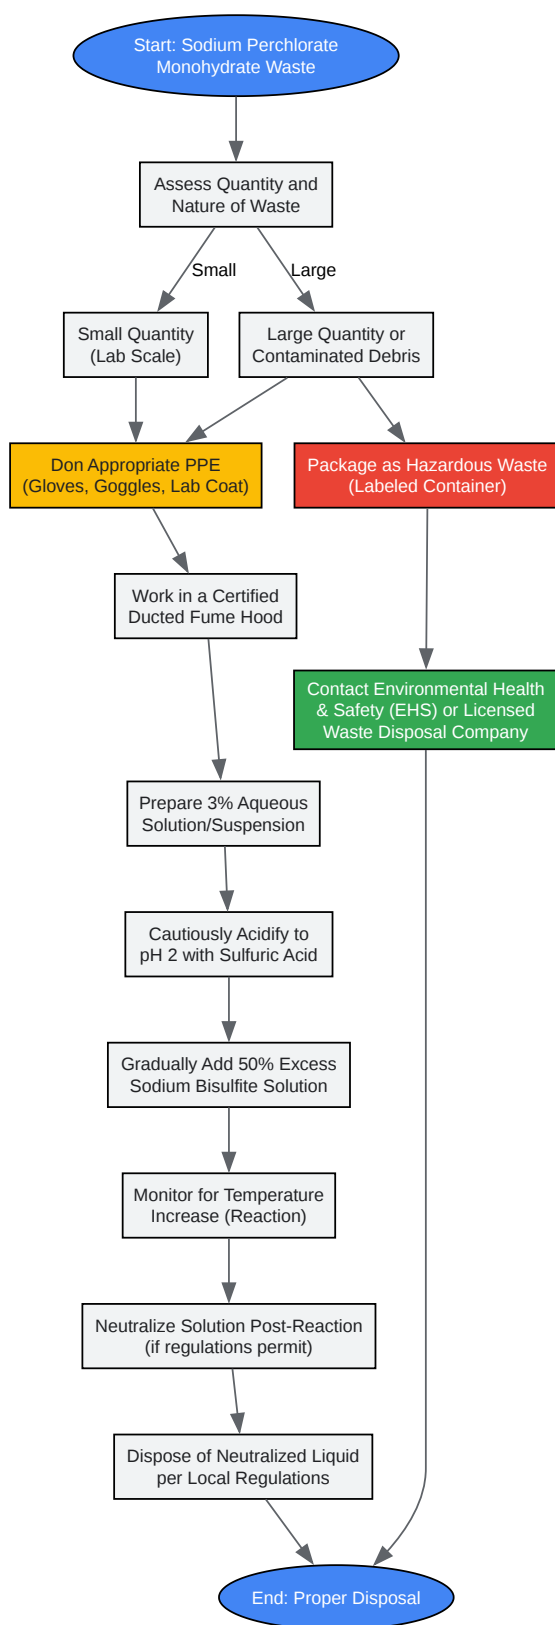 Start: Sodium Perchlorate
Monohydrate Waste
Assess Quantity and
Nature of Waste
Small
Large
Small Quantity
(Lab Scale)
Large Quantity or
Contaminated Debris
Don Appropriate PPE
(Gloves, Goggles, Lab Coat)
Package as Hazardous Waste
(Labeled Container)
Work in a Certified
Ducted Fume Hood
Contact Environmental Health
& Safety (EHS) or Licensed
Waste Disposal Company
Prepare 3% Aqueous
Solution/Suspension
Cautiously Acidify to
pH 2 with Sulfuric Acid
Gradually Add 50% Excess
Sodium Bisulfite Solution
Monitor for Temperature
Increase (Reaction)
Neutralize Solution Post-Reaction
(if regulations permit)
Dispose of Neutralized Liquid
per Local Regulations
End: Proper Disposal